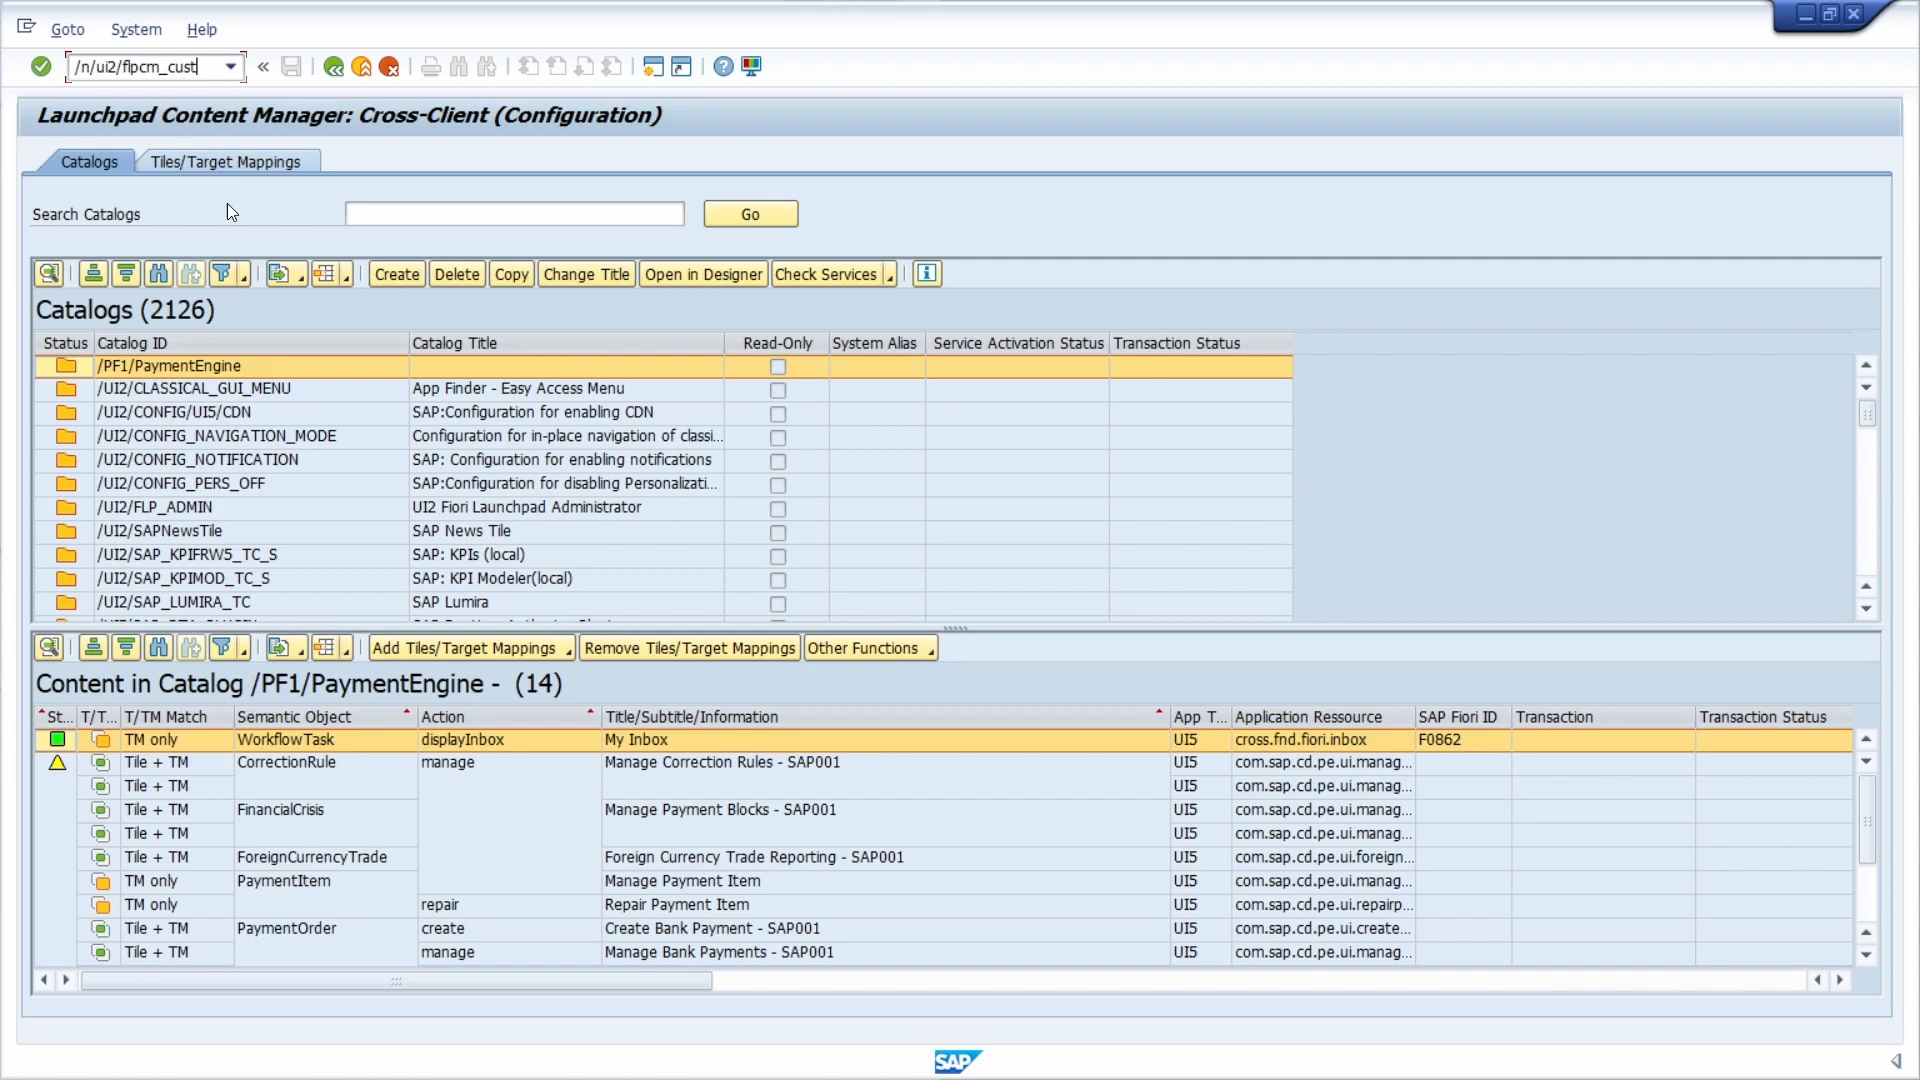 Goto System Help
/n/ui2/flpcm_cust
Launchpad Content Manager: Cross-Client (Configuration)
Catalogs Tiles/Target Mappings
Search Catalogs Go
Create Delete Copy Change Title Open in Designer Check Services
Catalogs (2126)
Status Catalog ID Catalog Title Read-Only System Alias Service Activation Status Transaction Status
/PF1/PaymentEngine
/UI2/CLASSICAL_GUI_MENU App Finder - Easy Access Menu
/UI2/CONFIG/UI5/CDN SAP:Configuration for enabling CDN
/UI2/CONFIG_NAVIGATION_MODE Configuration for in-place navigation of classi...
/UI2/CONFIG_NOTIFICATION SAP: Configuration for enabling notifications
/UI2/CONFIG_PERS_OFF SAP:Configuration for disabling Personalizati...
/UI2/FLP_ADMIN UI2 Fiori Launchpad Administrator
/UI2/SAPNewsTile SAP News Tile
/UI2/SAP_KPIFRW5_TC_S SAP: KPIs (local)
/UI2/SAP_KPIMOD_TC_S SAP: KPI Modeler(local)
/UI2/SAP_LUMIRA_TC SAP Lumira
Add Tiles/Target Mappings Remove Tiles/Target Mappings Other Functions
Content in Catalog /PF1/PaymentEngine - (14)
St... T/T... T/TM Match Semantic Object Action Title/Subtitle/Information App T... Application Ressource SAP Fiori ID Transaction Transaction Status
TM only WorkflowTask displayInbox My Inbox UI5 cross.fnd.fiori.inbox F0862
Tile + TM CorrectionRule manage Manage Correction Rules - SAP001 UI5 com.sap.cd.pe.ui.manag...
Tile + TM UI5 com.sap.cd.pe.ui.manag...
Tile + TM FinancialCrisis Manage Payment Blocks - SAP001 UI5 com.sap.cd.pe.ui.manag...
Tile + TM UI5 com.sap.cd.pe.ui.manag...
Tile + TM ForeignCurrencyTrade Foreign Currency Trade Reporting - SAP001 UI5 com.sap.cd.pe.ui.foreign...
TM only PaymentItem Manage Payment Item UI5 com.sap.cd.pe.ui.manag...
TM only repair Repair Payment Item UI5 com.sap.cd.pe.ui.repairp...
Tile + TM PaymentOrder create Create Bank Payment - SAP001 UI5 com.sap.cd.pe.ui.create...
Tile + TM manage Manage Bank Payments - SAP001 UI5 com.sap.cd.pe.ui.manag...
SAP